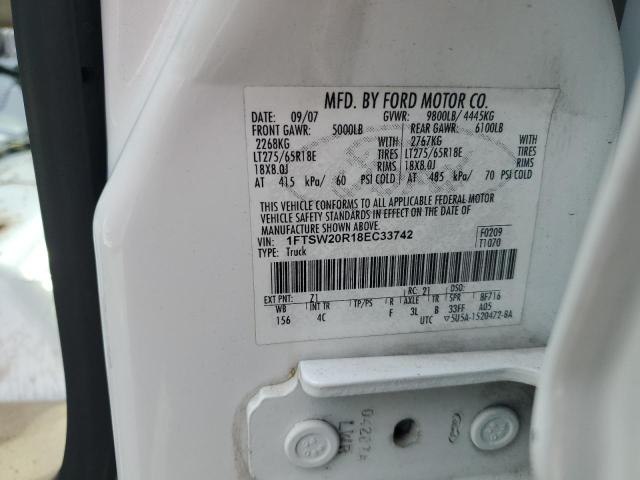 MFD. BY FORD MOTOR CO.
DATE: 09/07 GVWR: 9800LB/ 4445KG
FRONT GAWR: 5000LB REAR GAWR: 6100LB
2268KG WITH 2767KG WITH
LT275/65R18E TIRES LT275/65R18E TIRES
18X8.0J RIMS 18X8.0J RIMS
AT 415 kPa/ 60 PSI COLD AT 485 kPa/ 70 PSI COLD
THIS VEHICLE CONFORMS TO ALL APPLICABLE FEDERAL MOTOR
VEHICLE SAFETY STANDARDS IN EFFECT ON THE DATE OF
MANUFACTURE SHOWN ABOVE.
VIN: 1FTSW20R18EC33742 F0209
TYPE: Truck T1070
EXT PNT: Z1 RC: 21 DSO:
WB INT TR TP/PS R AXLE TR SPR 8F716
156 4C F 3L B 33FF A05
UTC 5U5A-1520472-BA
04207A